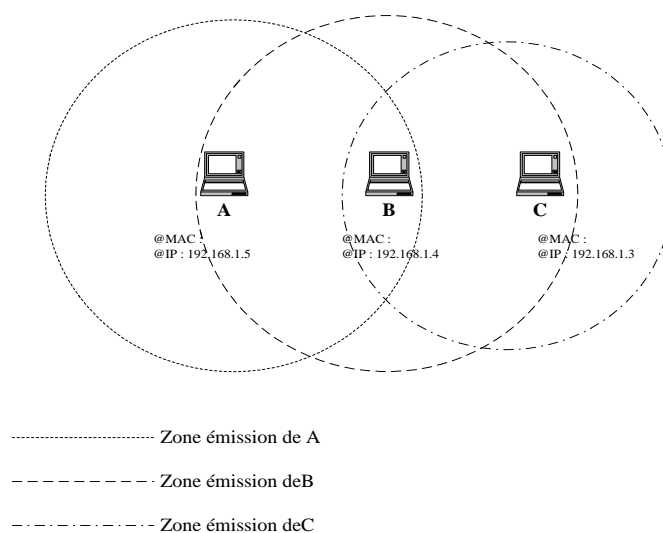 A
B
C
@MAC :
@IP : 192.168.1.5
@MAC :
@IP : 192.168.1.4
@MAC :
@IP : 192.168.1.3
Zone émission de A
Zone émission deB
Zone émission deC